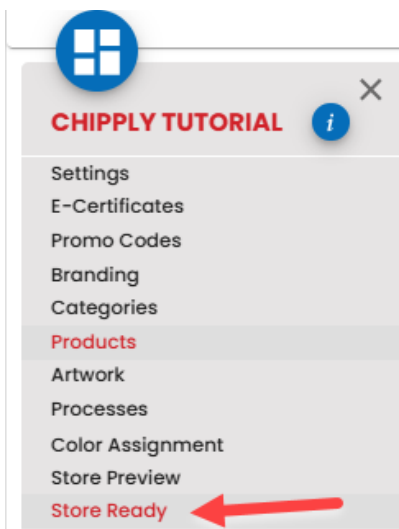 CHIPPLY TUTORIAL i
Settings
E-Certificates
Promo Codes
Branding
Categories
Products
Artwork
Processes
Color Assignment
Store Preview
Store Ready